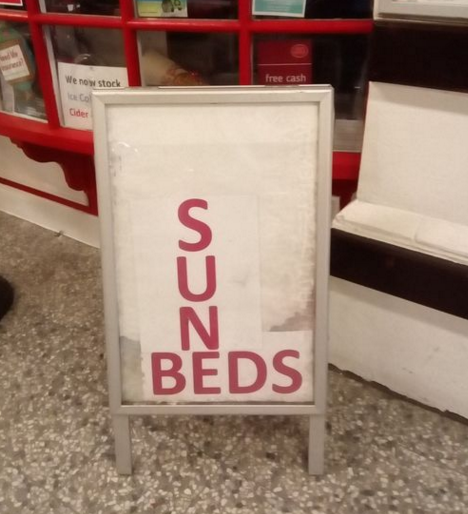 We now stock
Cider
free cash
S
U
N
BEDS